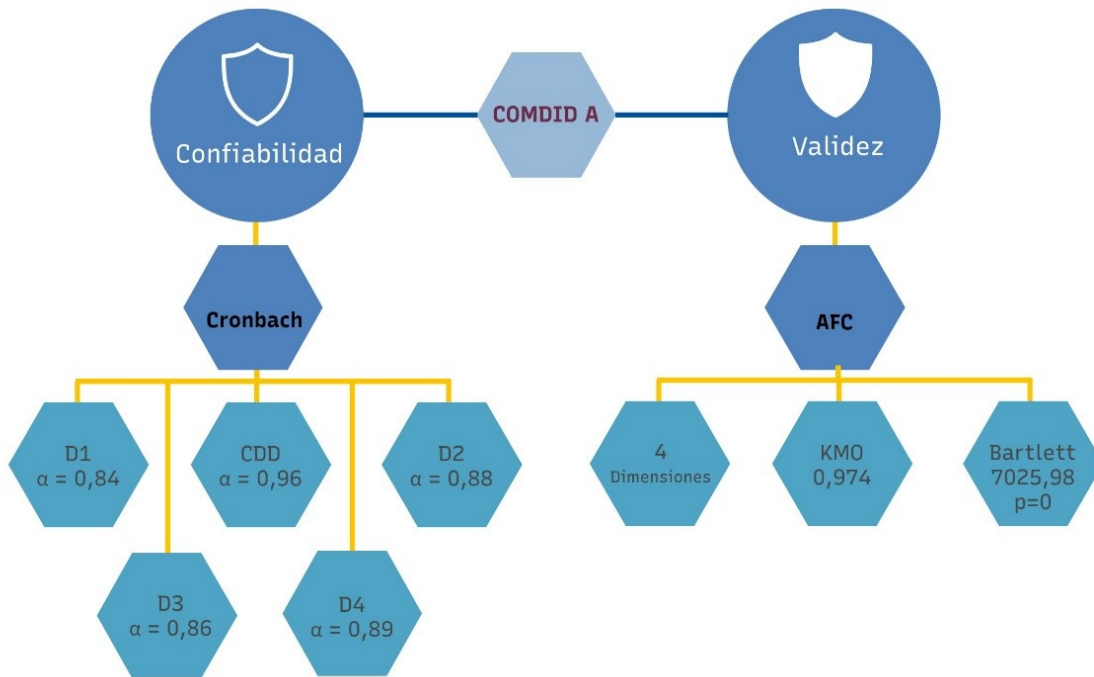 Confiabilidad
COMDID A
Validez
Cronbach
AFC
D1
α = 0,84
CDD
α = 0,96
D2
α = 0,88
D3
α = 0,86
D4
α = 0,89
4
Dimensiones
KMO
0,974
Bartlett
7025,98
p=0